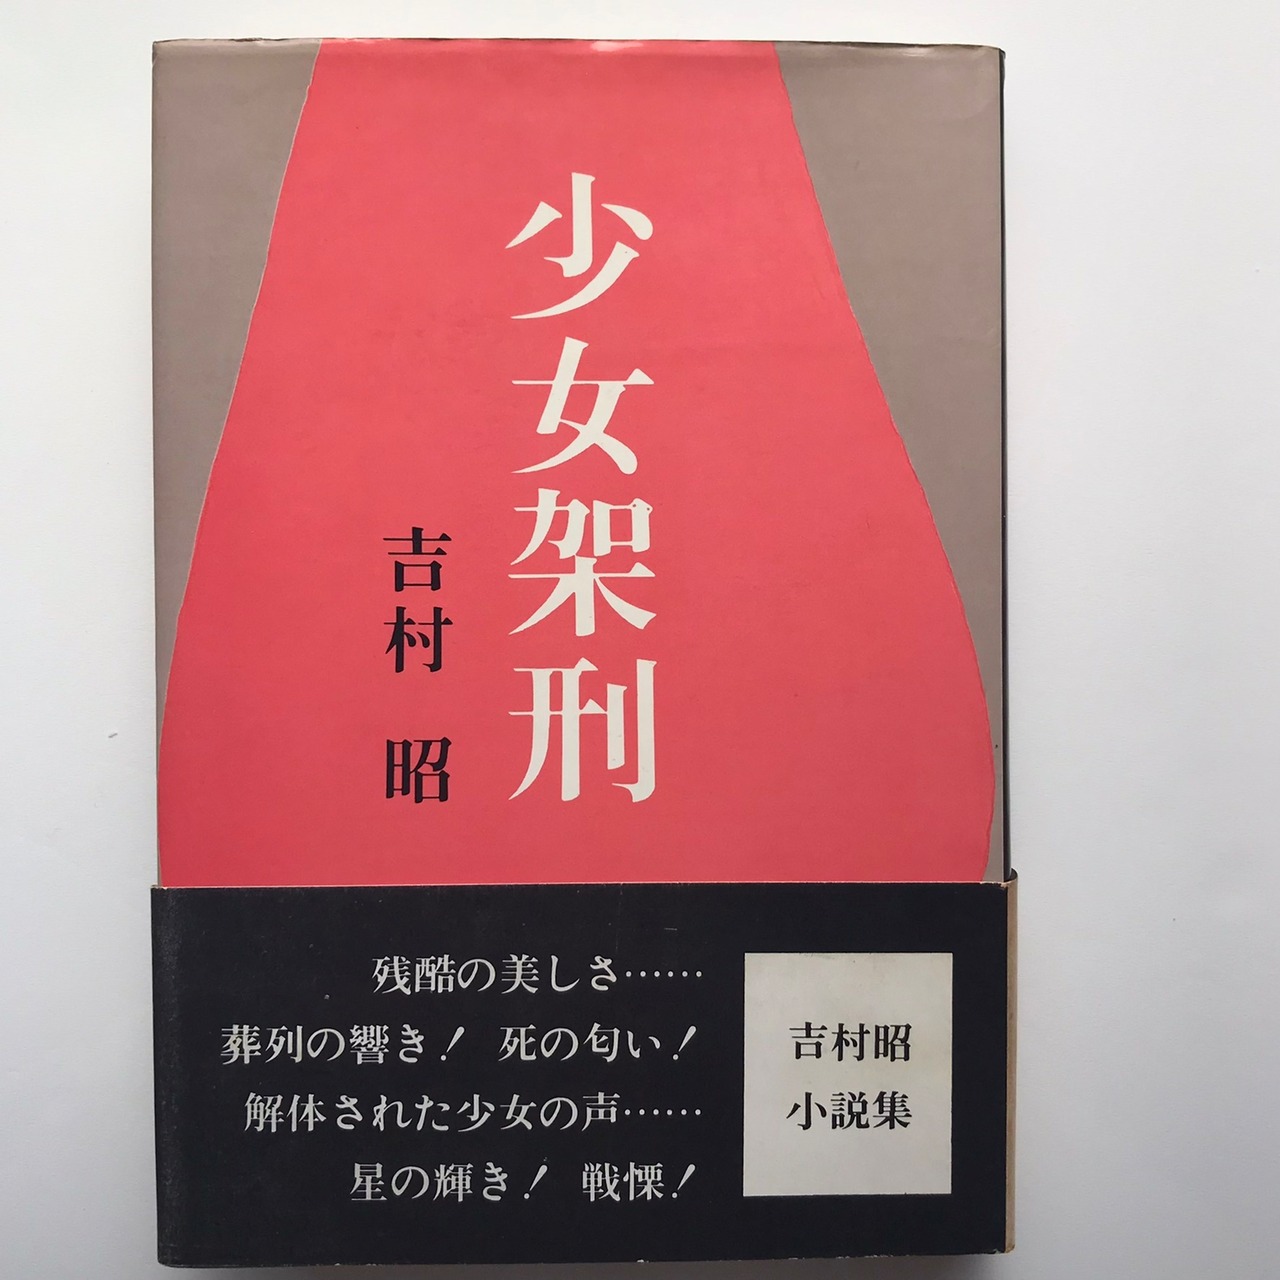 少女架刑
吉村 昭
残酷の美しさ……
葬列の響き！ 死の匂い！
解体された少女の声……
星の輝き！ 戦慄！
吉村昭
小説集